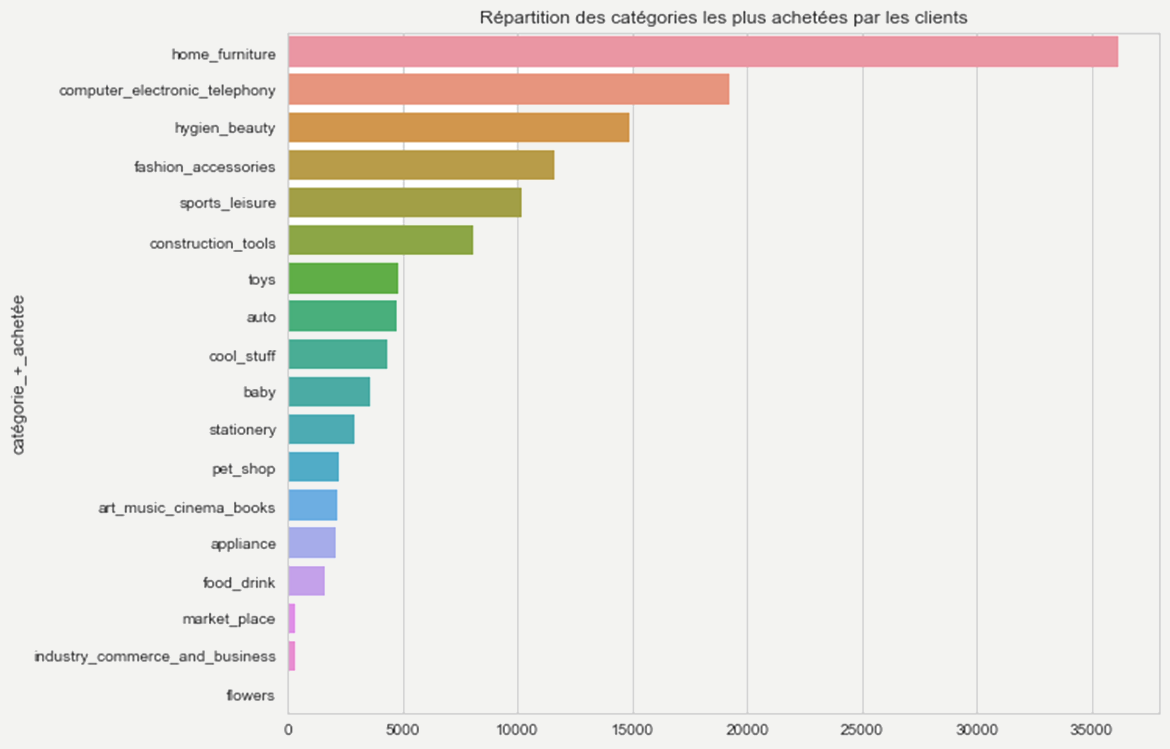 Répartition des catégories les plus achetées par les clients
catégorie_+_achetée
home_furniture
computer_electronic_telephony
hygien_beauty
fashion_accessories
sports_leisure
construction_tools
toys
auto
cool_stuff
baby
stationery
pet_shop
art_music_cinema_books
appliance
food_drink
market_place
industry_commerce_and_business
flowers
0 5000 10000 15000 20000 25000 30000 35000